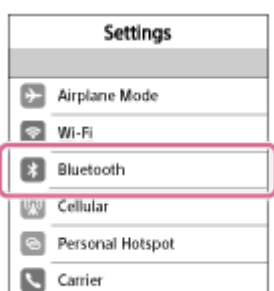 Settings
Airplane Mode
Wi-Fi
Bluetooth
Cellular
Personal Hotspot
Carrier